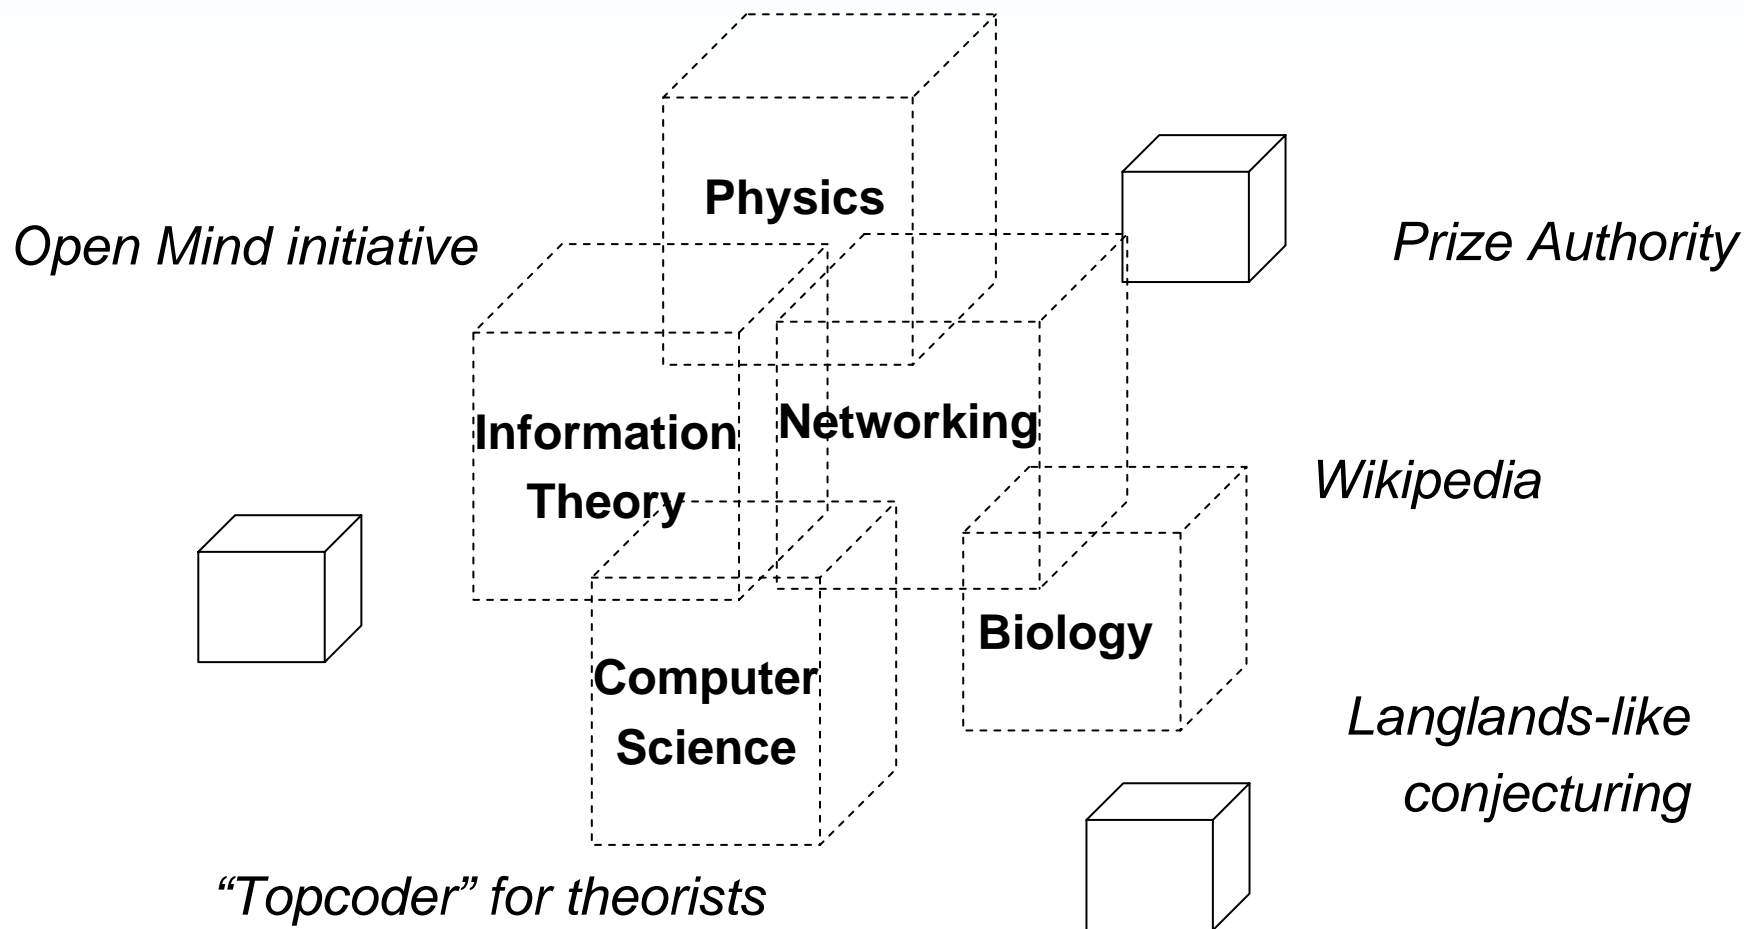 Physics
Open Mind initiative
Prize Authority
Information
Theory
Networking
Wikipedia
Biology
Computer
Science
Langlands-like
conjecturing
“Topcoder” for theorists